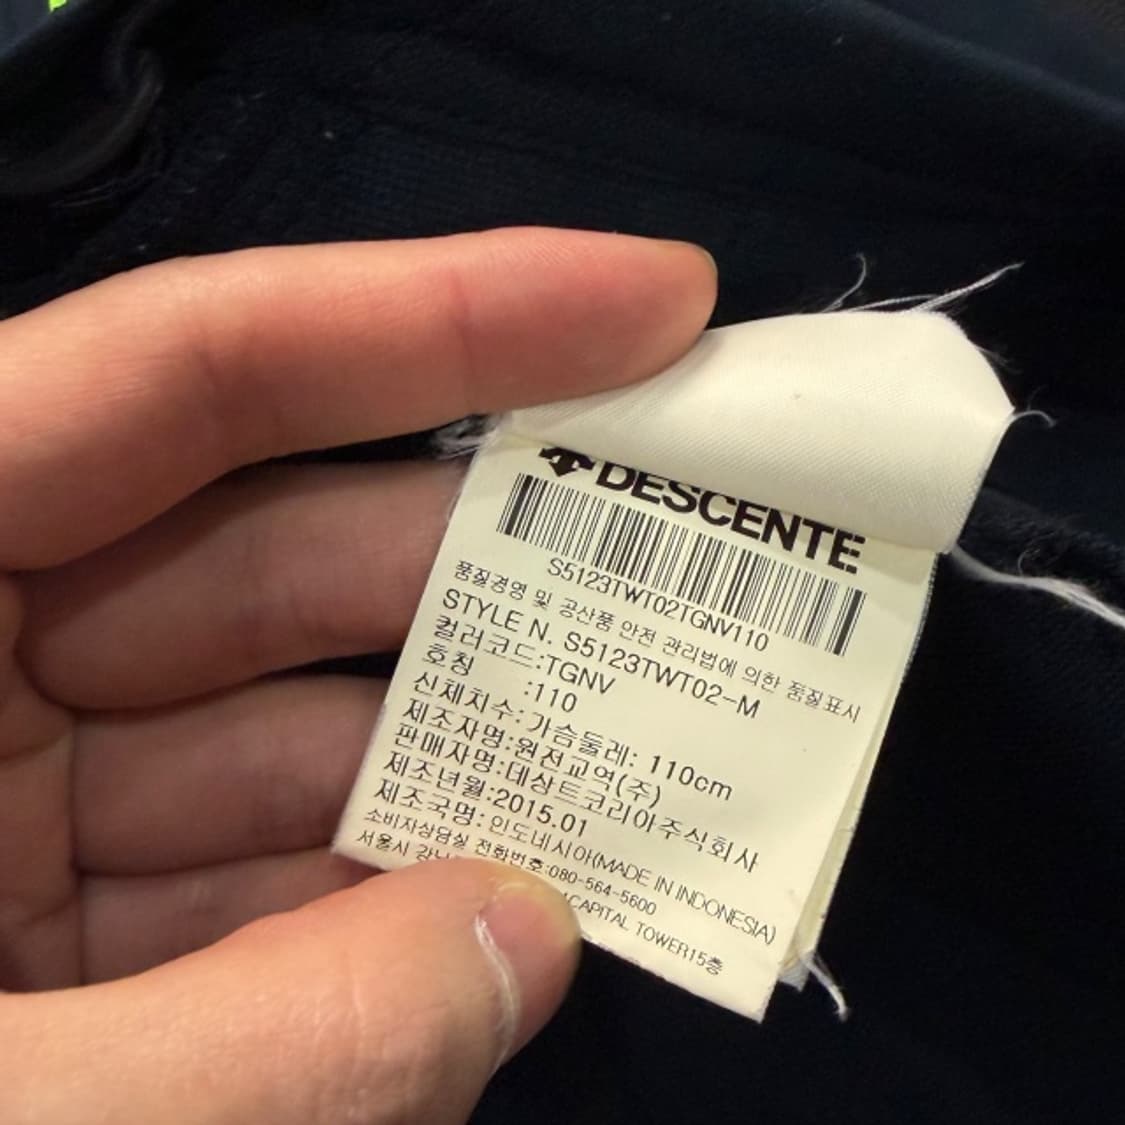 DESCENTE
S5123TWT02TGNV110
품질경영 및 공산품 안전 관리법에 의한 품질표시
STYLE N. S5123TWT02-M
컬러코드:TGNV
호칭 :110
신체치수:가슴둘레: 110cm
제조자명:원전교역(주)
판매자명:데상트코리아주식회사
제조년월:2015.01
제조국명:인도네시아(MADE IN INDONESIA)
소비자상담실 전화번호:080-564-5600
서울시 CAPITAL TOWER15층